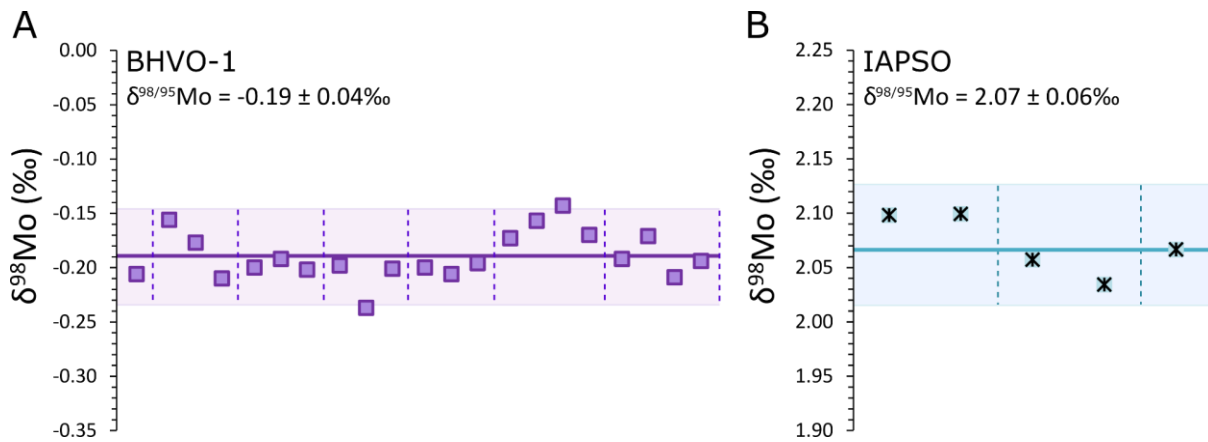 A
BHVO-1
δ98/95Mo = -0.19 ± 0.04‰
δ98Mo (‰)
0.00
-0.05
-0.10
-0.15
-0.20
-0.25
-0.30
-0.35
B
IAPSO
δ98/95Mo = 2.07 ± 0.06‰
δ98Mo (‰)
2.25
2.20
2.15
2.10
2.05
2.00
1.95
1.90